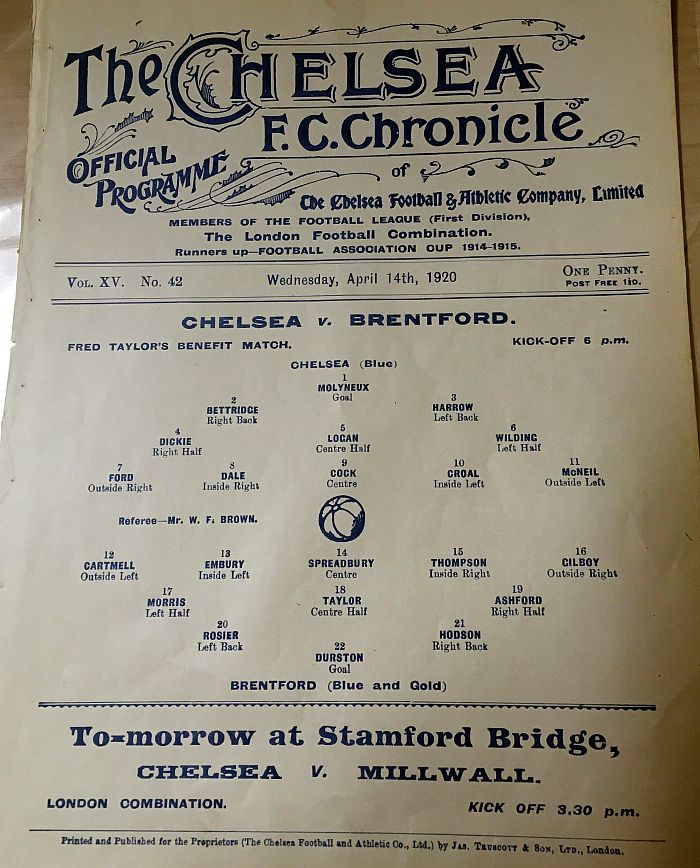 The CHELSEA
F.C. Chronicle
OFFICIAL PROGRAMME
of
The Chelsea Football & Athletic Company, Limited
MEMBERS OF THE FOOTBALL LEAGUE (First Division),
The London Football Combination.
Runners up—FOOTBALL ASSOCIATION CUP 1914-1915.
VOL. XV. No. 42 Wednesday, April 14th, 1920 ONE PENNY.
POST FREE 1½D.
CHELSEA v. BRENTFORD.
FRED TAYLOR'S BENEFIT MATCH. KICK-OFF 6 p.m.
CHELSEA (Blue)
1
MOLYNEUX
Goal
2 3
BETTRIDGE HARROW
Right Back Left Back
4 5 6
DICKIE LOGAN WILDING
Right Half Centre Half Left Half
7 8 9 10 11
FORD DALE COCK CROAL McNEIL
Outside Right Inside Right Centre Inside Left Outside Left
Referee—Mr. W. F. BROWN.
12 13 14 15 16
CARTMELL EMBURY SPREADBURY THOMPSON GILBOY
Outside Left Inside Left Centre Inside Right Outside Right
17 18 19
MORRIS TAYLOR ASHFORD
Left Half Centre Half Right Half
20 21
ROSIER HODSON
Left Back Right Back
22
DURSTON
Goal
BRENTFORD (Blue and Gold)
To=morrow at Stamford Bridge,
CHELSEA v. MILLWALL.
LONDON COMBINATION. KICK OFF 3.30 p.m.
Printed and Published for the Proprietors (The Chelsea Football and Athletic Co., Ltd.) by JAS. TRUSCOTT & SON, LTD., London.